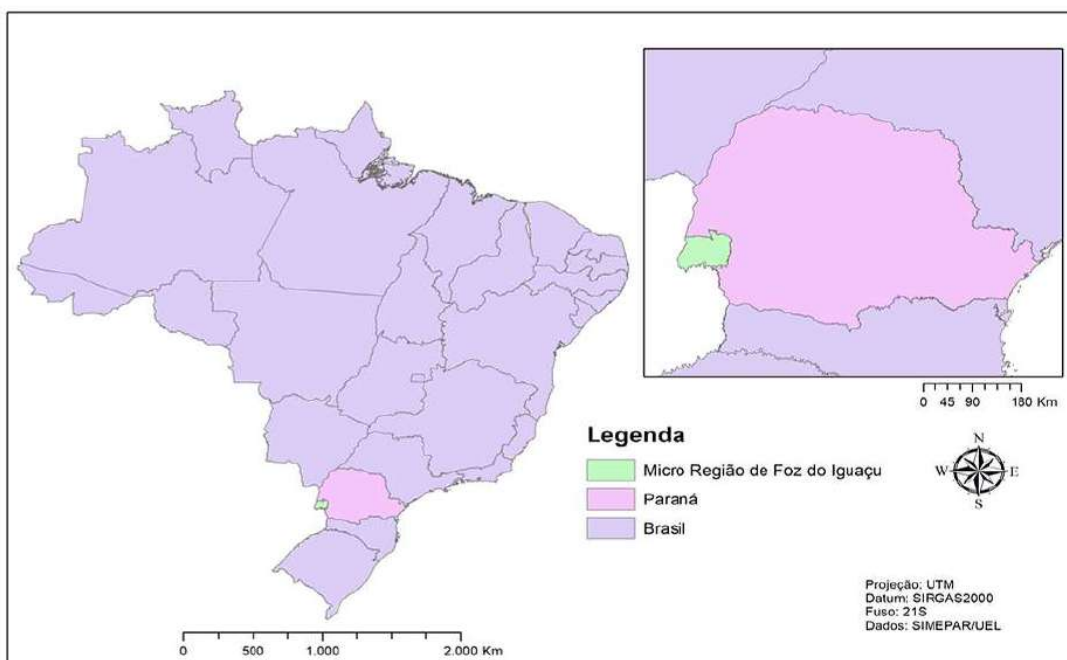 0 45 90 180 Km
Legenda
Micro Região de Foz do Iguaçu
Paraná
Brasil
N
W E
S
Projeção: UTM
Datum: SIRGAS2000
Fuso: 21S
Dados: SIMEPAR/UEL
0 500 1.000 2.000 Km